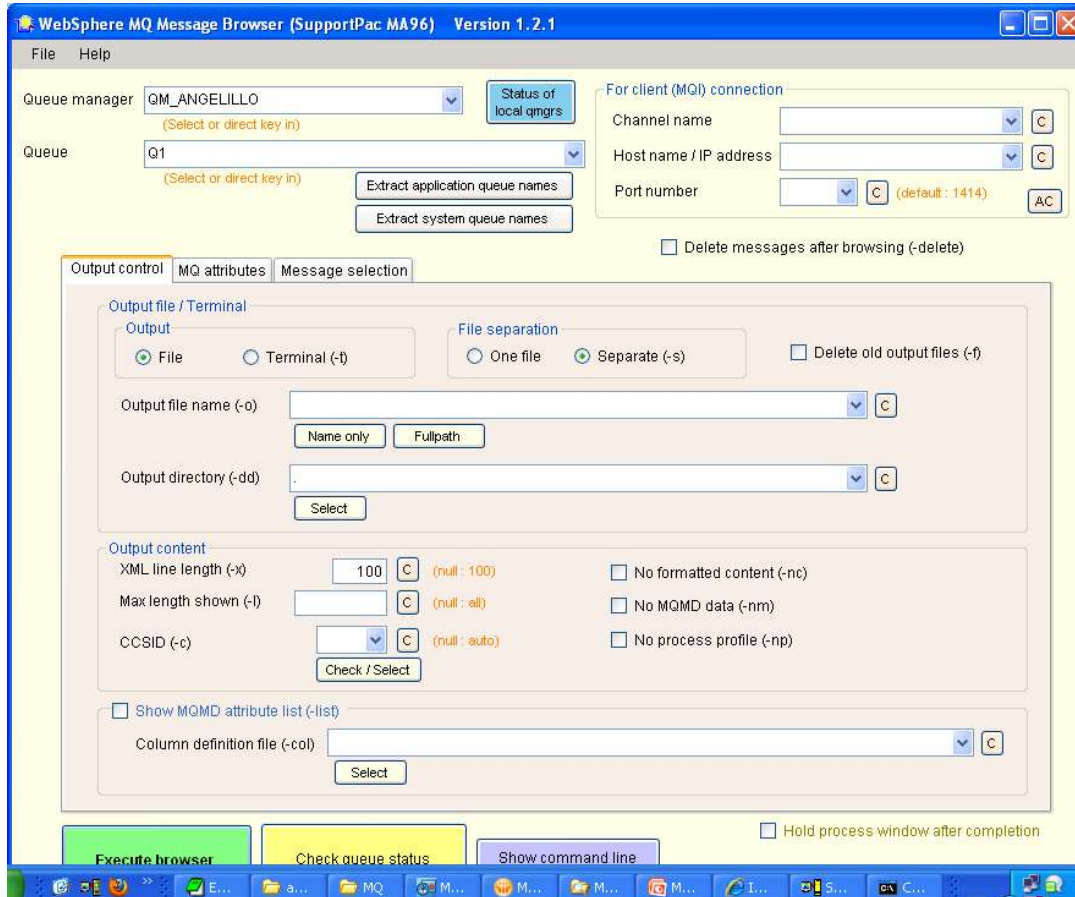 WebSphere MQ Message Browser (SupportPac MA96) Version 1.2.1
File Help
Queue manager QM_ANGELILLO
(Select or direct key in)
Status of local qmgrs
Queue Q1
(Select or direct key in)
Extract application queue names
Extract system queue names
For client (MQI) connection
Channel name C
Host name / IP address C
Port number C (default : 1414) AC
Delete messages after browsing (-delete)
Output control MQ attributes Message selection
Output file / Terminal
Output
File Terminal (-t)
File separation
One file Separate (-s)
Delete old output files (-f)
Output file name (-o) C
Name only Fullpath
Output directory (-dd) . C
Select
Output content
XML line length (-x) 100 C (null : 100)
Max length shown (-l) C (null : all)
CCSID (-c) C (null : auto)
Check / Select
No formatted content (-nc)
No MQMD data (-nm)
No process profile (-np)
Show MQMD attribute list (-list)
Column definition file (-col) C
Select
Hold process window after completion
Execute browser Check queue status Show command line
E... a... MQ M... M... M... M... I... S... C...